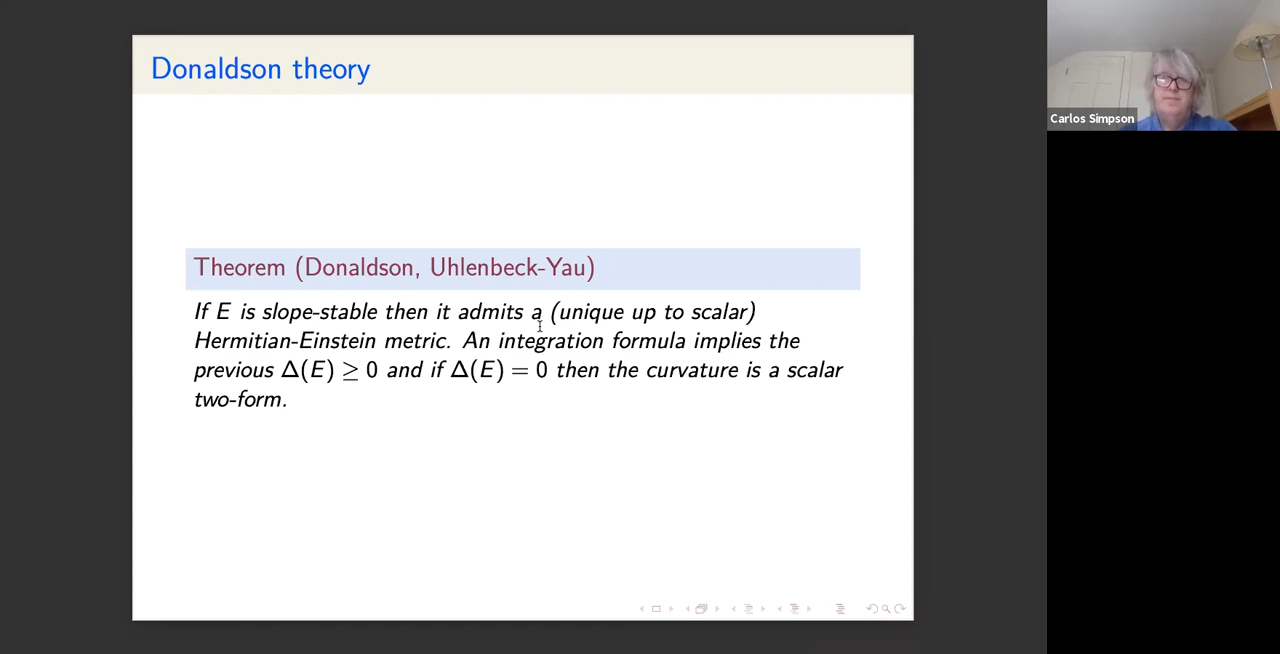 Donaldson theory
Theorem (Donaldson, Uhlenbeck-Yau)
If E is slope-stable then it admits a (unique up to scalar)
Hermitian-Einstein metric. An integration formula implies the
previous Δ(E) ≥ 0 and if Δ(E) = 0 then the curvature is a scalar
two-form.
Carlos Simpson